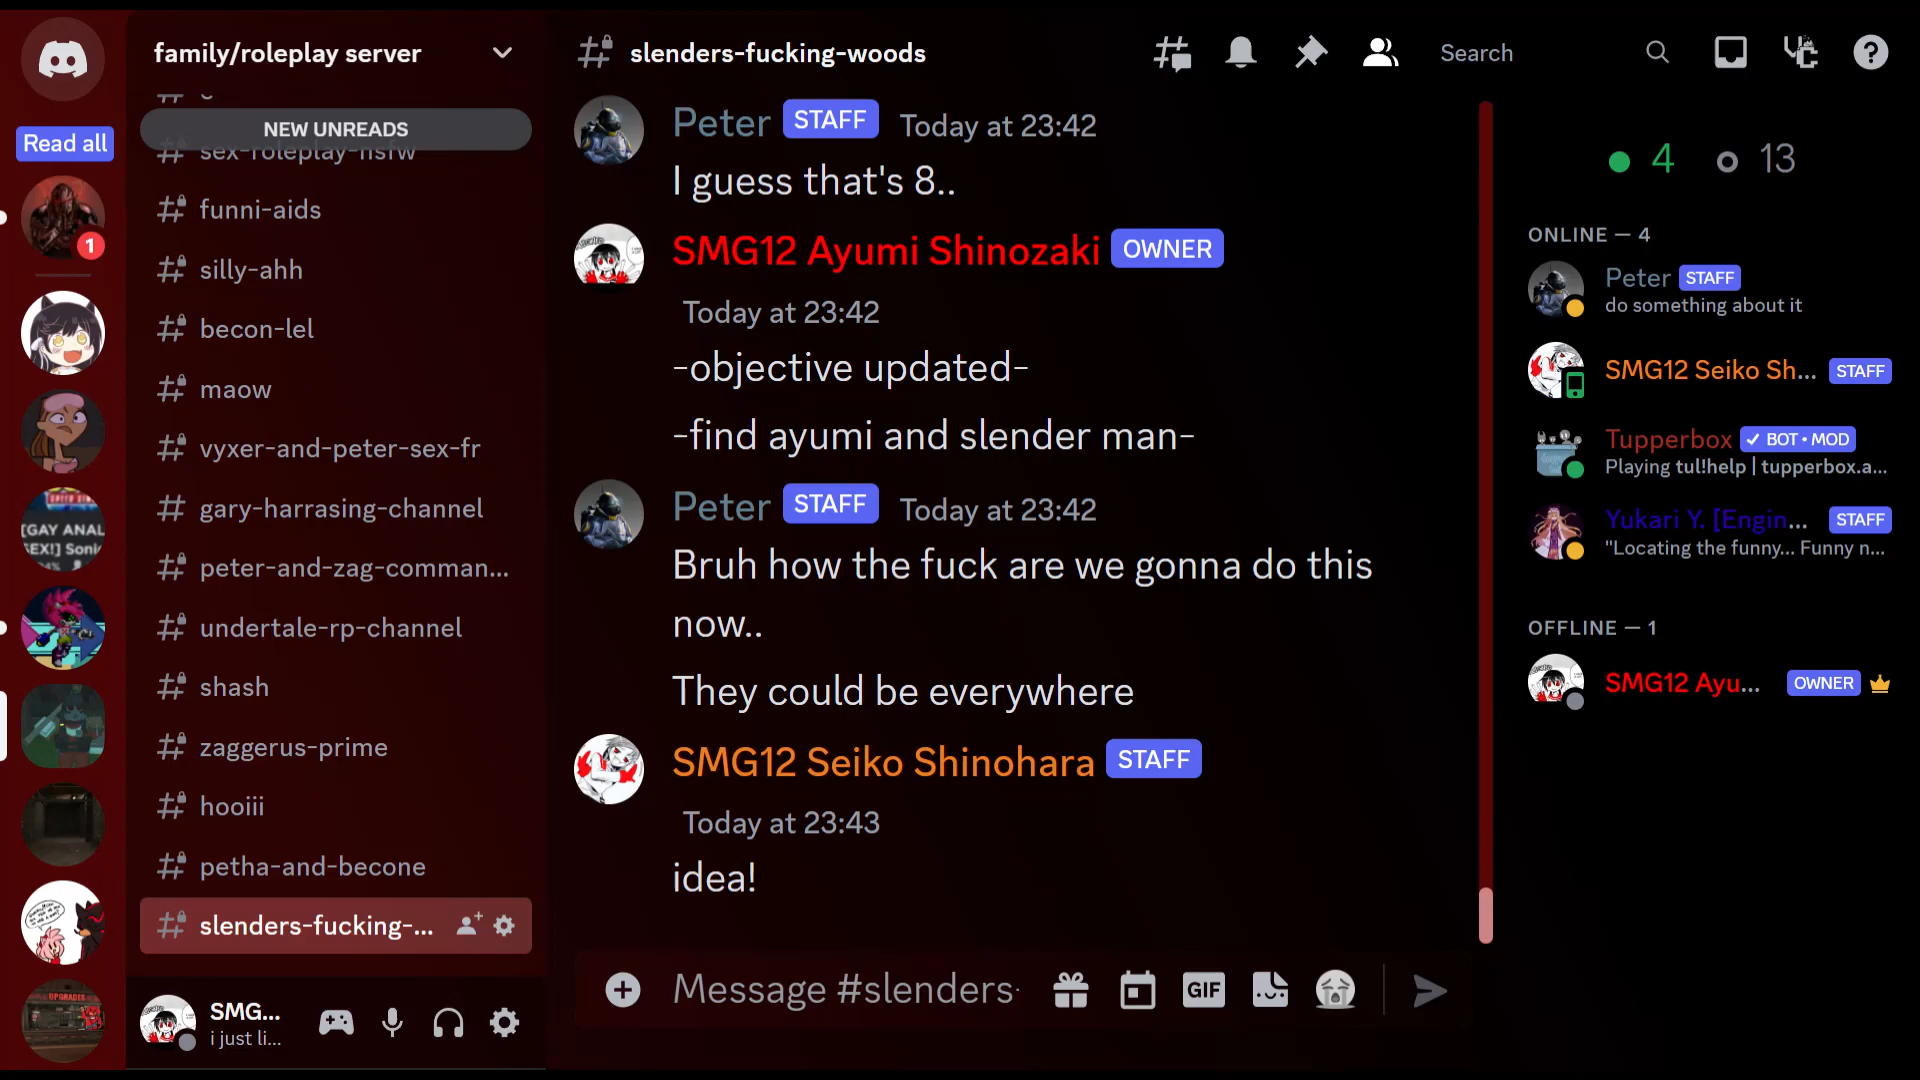 family/roleplay server
NEW UNREADS
sex-roleplay-nsfw
funni-aids
silly-ahh
becon-lel
maow
vyxer-and-peter-sex-fr
gary-harrasing-channel
peter-and-zag-comman...
undertale-rp-channel
shash
zaggerus-prime
hooiii
petha-and-becone
slenders-fucking-...
SMG...
i just li...
Read all
1
[GAY ANAL
SEX!] Soni
UPGRADES
slenders-fucking-woods
Search
Peter STAFF Today at 23:42
I guess that's 8..
SMG12 Ayumi Shinozaki OWNER
Today at 23:42
-objective updated-
-find ayumi and slender man-
Peter STAFF Today at 23:42
Bruh how the fuck are we gonna do this
now..
They could be everywhere
SMG12 Seiko Shinohara STAFF
Today at 23:43
idea!
Message #slenders-
GIF
4 13
ONLINE — 4
Peter STAFF
do something about it
SMG12 Seiko Sh... STAFF
Tupperbox ✓ BOT • MOD
Playing tul!help | tupperbox.a...
Yukari Y. [Engin... STAFF
"Locating the funny... Funny n...
OFFLINE — 1
SMG12 Ayu... OWNER